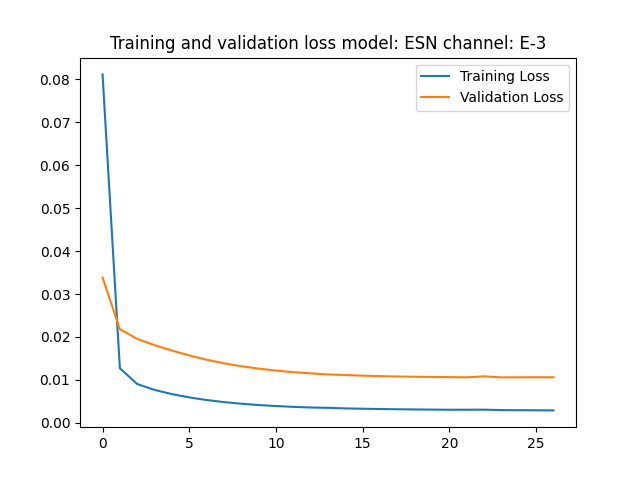 Training and validation loss model: ESN channel: E-3
Training Loss
Validation Loss
0.08
0.07
0.06
0.05
0.04
0.03
0.02
0.01
0.00
0 5 10 15 20 25